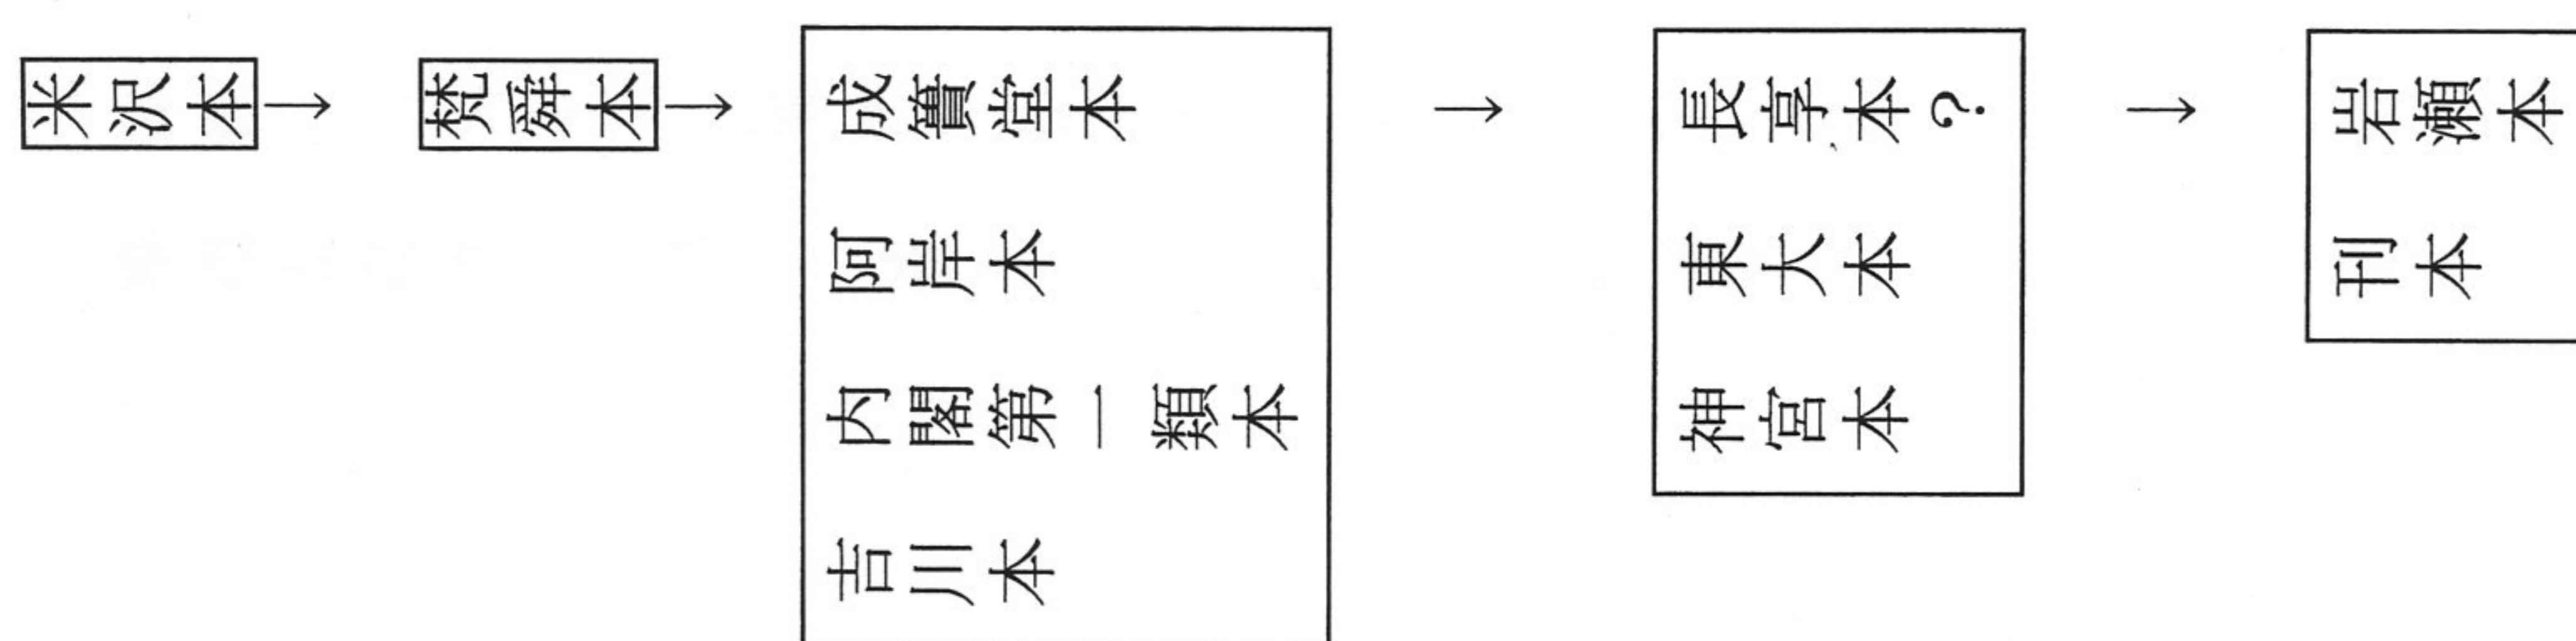 米沢本
→
梵舜本
→
成簣堂本
阿岸本
内閣第一類本
吉川本
→
長享本？
東大本
神宮本
→
岩瀬本
刊本